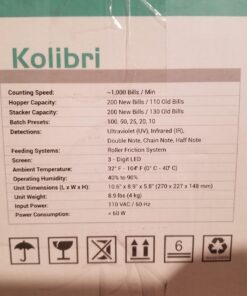 Kolibri
Counting Speed: ~1,000 Bills / Min
Hopper Capacity: 200 New Bills / 110 Old Bills
Stacker Capacity: 200 New Bills / 130 Old Bills
Batch Presets: 100, 50, 25, 20, 10
Detections: Ultraviolet (UV), Infrared (IR),
Double Note, Chain Note, Half Note
Feeding Systems: Roller Friction System
Screen: 3 - Digit LED
Ambient Temperature: 32° F - 104° F (0° C - 40° C)
Operating Humidity: 40% to 90%
Unit Dimensions (L x W x H): 10.6" x 8.9" x 5.8" (270 x 227 x 148 mm)
Unit Weight: 8.9 lbs (4 kg)
Input Power: 110 VAC / 60 Hz
Power Consumption: < 60 W
6